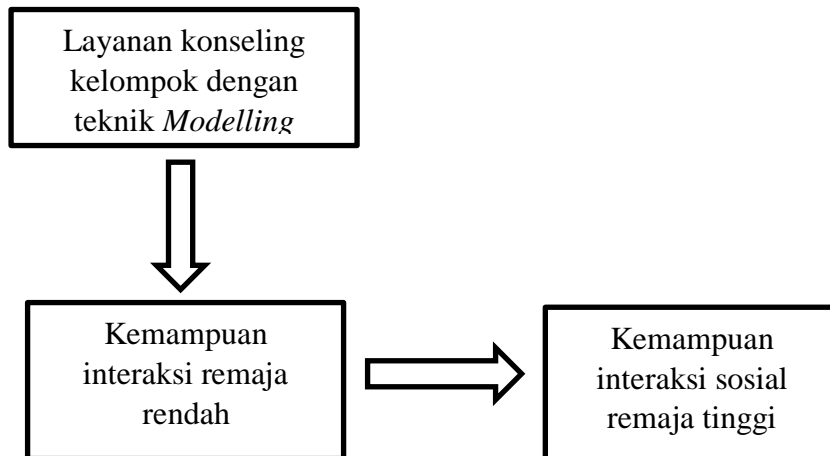 Layanan konseling
kelompok dengan
teknik Modelling
Kemampuan
interaksi remaja
rendah
Kemampuan
interaksi sosial
remaja tinggi